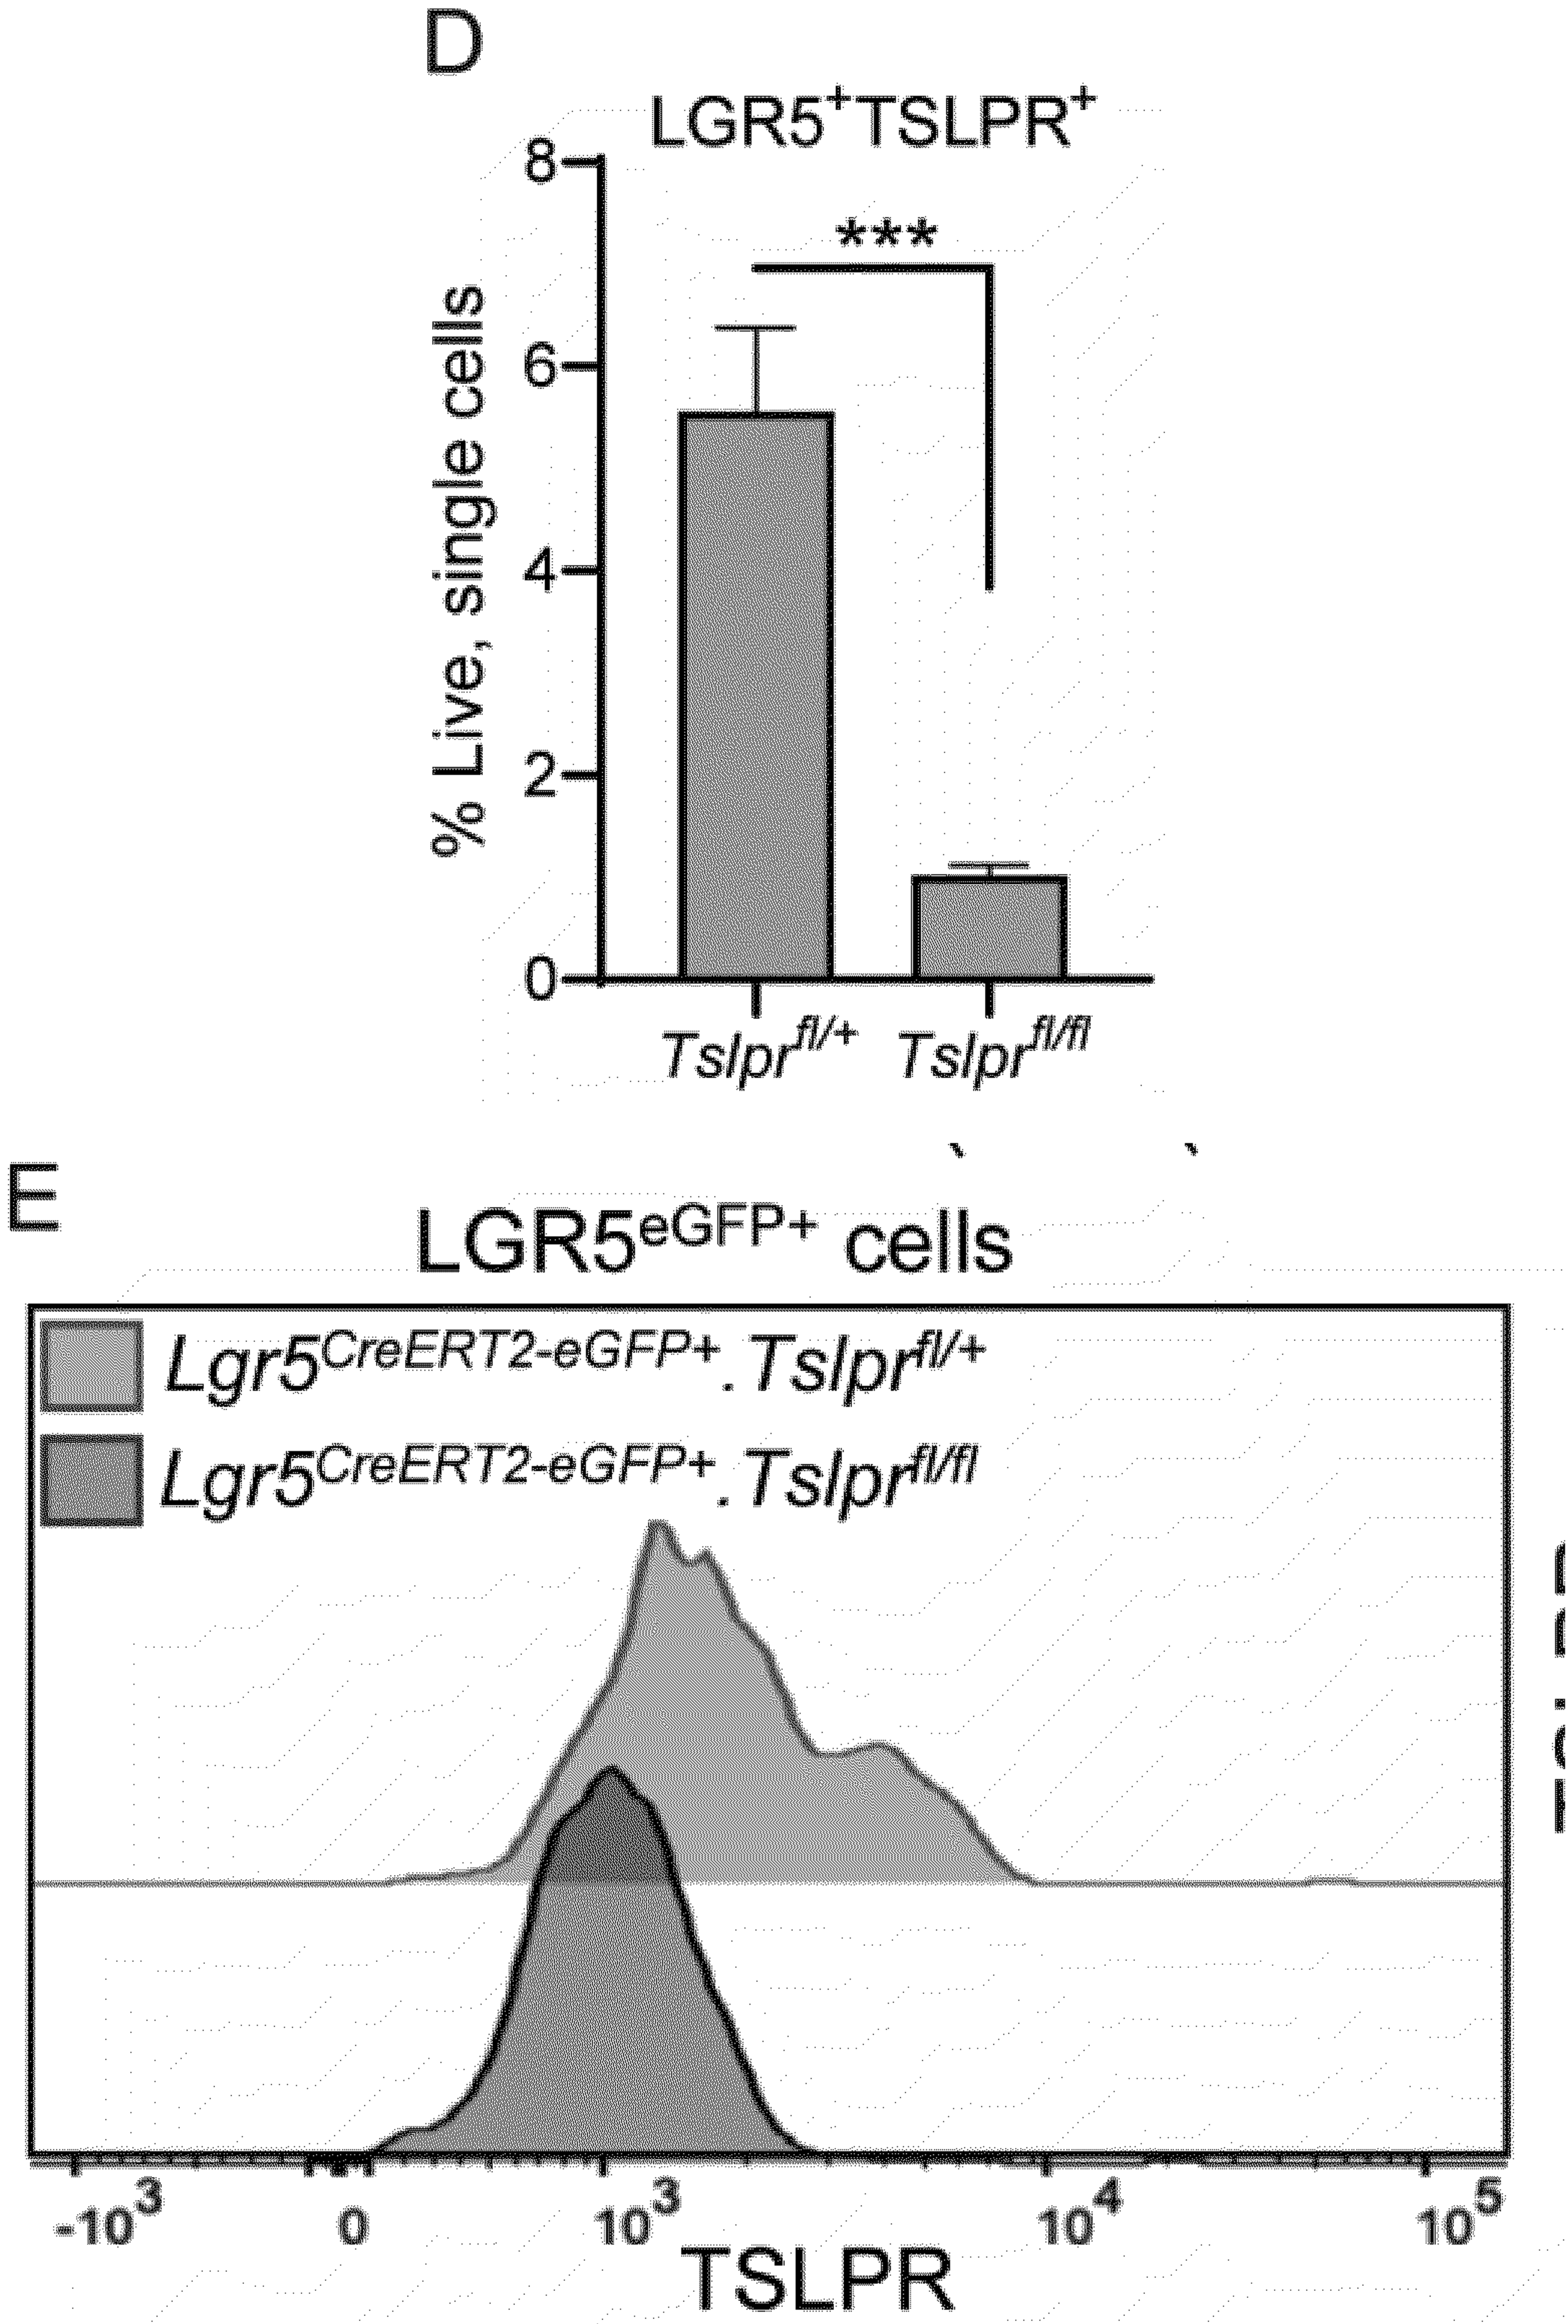 D
LGR5⁺TSLPR⁺
8
***
6
4
2
0
% Live, single cells
Tslprᶠˡ/⁺ Tslprᶠˡ/ᶠˡ
E
LGR5ᵉᴳᶠᴾ⁺ cells
Lgr5CreERT2-eGFP+.Tslprfl/+
Lgr5CreERT2-eGFP+.Tslprfl/fl
-10³ 0 10³ 10⁴ 10⁵
TSLPR